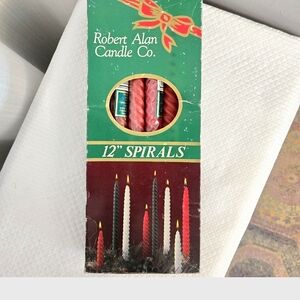 Robert Alan
Candle Co.
12" SPIRALS